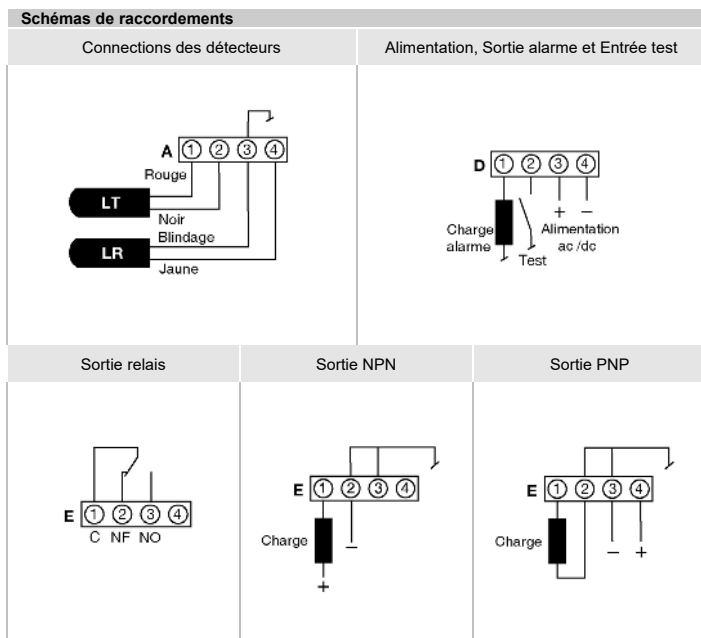 Schémas de raccordements
Connections des détecteurs
Alimentation, Sortie alarme et Entrée test
A 1 2 3 4
Rouge
LT
Noir
Blindage
LR
Jaune
D 1 2 3 4
+ −
Charge alarme
Alimentation ac /dc
Test
Sortie relais
Sortie NPN
Sortie PNP
E 1 2 3 4
C NF NO
E 1 2 3 4
Charge
−
+
E 1 2 3 4
Charge
− +